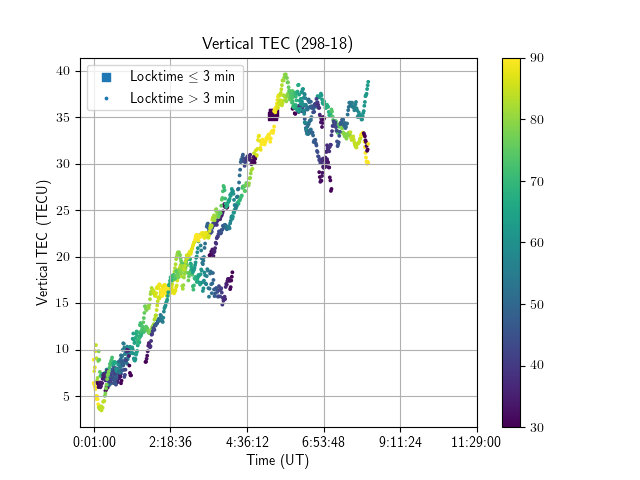 Vertical TEC (298-18)
Locktime ≤ 3 min
Locktime > 3 min
Vertical TEC (TECU)
40
35
30
25
20
15
10
5
0:01:00 2:18:36 4:36:12 6:53:48 9:11:24 11:29:00
Time (UT)
90
80
70
60
50
40
30